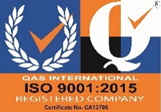 QAS INTERNATIONAL
ISO 9001:2015
REGISTERED COMPANY
Certificate No. CA12795